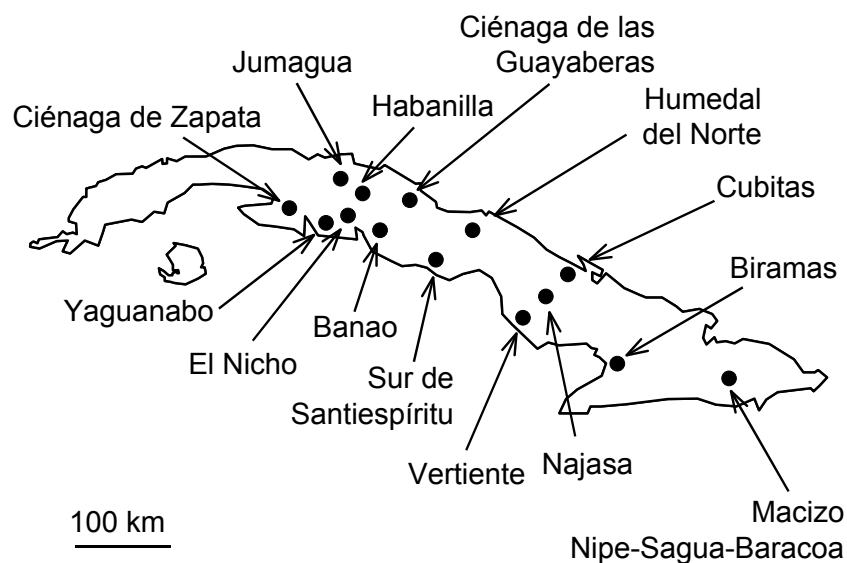 Ciénaga de las
Guayaberas
Jumagua
Habanilla
Humedal
del Norte
Ciénaga de Zapata
Cubitas
Biramas
Yaguanabo
Banao
El Nicho
Sur de
Santiespíritu
Vertiente
Najasa
Macizo
Nipe-Sagua-Baracoa
100 km